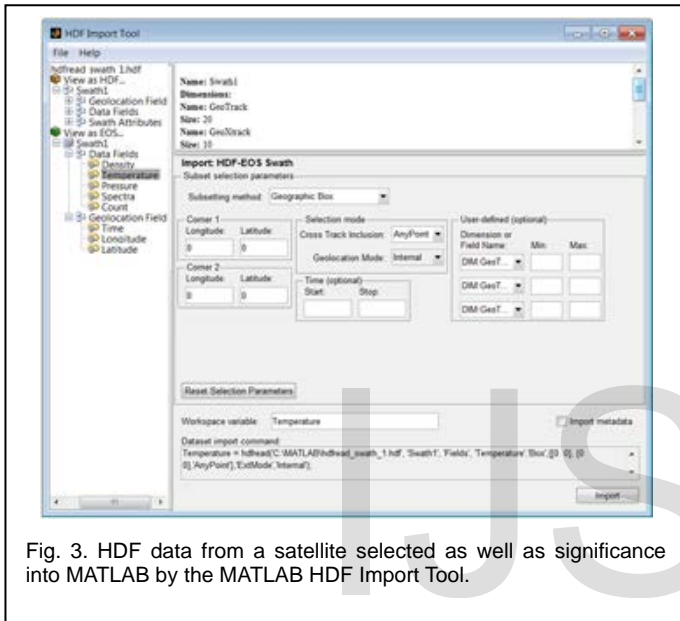 HDF Import Tool
File Help
hdfread swath 1.hdf
View as HDF...
Swath1
Geolocation Field
Data Fields
Swath Attributes
View as EOS...
Swath1
Data Fields
Density
Temperature
Pressure
Spectra
Count
Geolocation Field
Time
Longitude
Latitude
Name: Swath1
Dimensions:
Name: GeoTrack
Size: 20
Name: GeoXtrack
Size: 10
Import: HDF-EOS Swath
Subset selection parameters
Subsetting method: Geographic Box
Corner 1
Longitude: Latitude:
0 0
Corner 2
Longitude: Latitude:
0 0
Selection mode
Cross Track Inclusion: AnyPoint
Geolocation Mode: Internal
Time (optional)
Start: Stop:
User-defined (optional)
Dimension or
Field Name: Min: Max:
DIM:GeoT...
DIM:GeoT...
DIM:GeoT...
Reset Selection Parameters
Workspace variable: Temperature
Import metadata
Dataset import command:
Temperature = hdfread('C:\MATLAB\hdfread_swath_1.hdf', 'Swath1', 'Fields', 'Temperature','Box',{[0 0], [0
0],'AnyPoint'},'ExtMode','Internal');
Import
IJS
Fig. 3. HDF data from a satellite selected as well as significance
into MATLAB by the MATLAB HDF Import Tool.